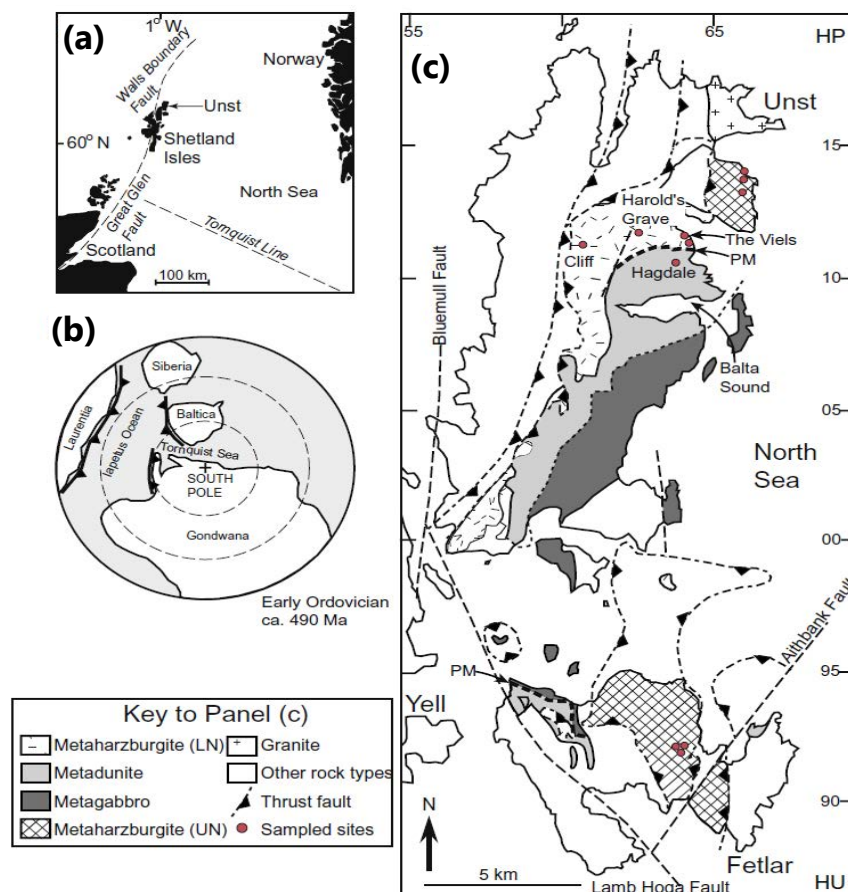 (a)
1° W
Norway
Walls Boundary
Fault
Unst
60° N
Shetland
Isles
Great Glen
Fault
North Sea
Tornquist Line
Scotland
100 km
(b)
Siberia
Laurentia
Iapetus Ocean
Baltica
Tornquist Sea
SOUTH
POLE
Gondwana
Early Ordovician
ca. 490 Ma
Key to Panel (c)
Metaharzburgite (LN)
Granite
Metadunite
Other rock types
Metagabbro
Thrust fault
Metaharzburgite (UN)
Sampled sites
55
65
HP
(c)
Unst
15
Harold's
Grave
The Viels
PM
Cliff
Hagdale
10
Bluemull Fault
Balta
Sound
05
North
Sea
00
Aithbank Fault
95
PM
Yell
90
N
Fetlar
5 km
Lamb Hoga Fault
HU